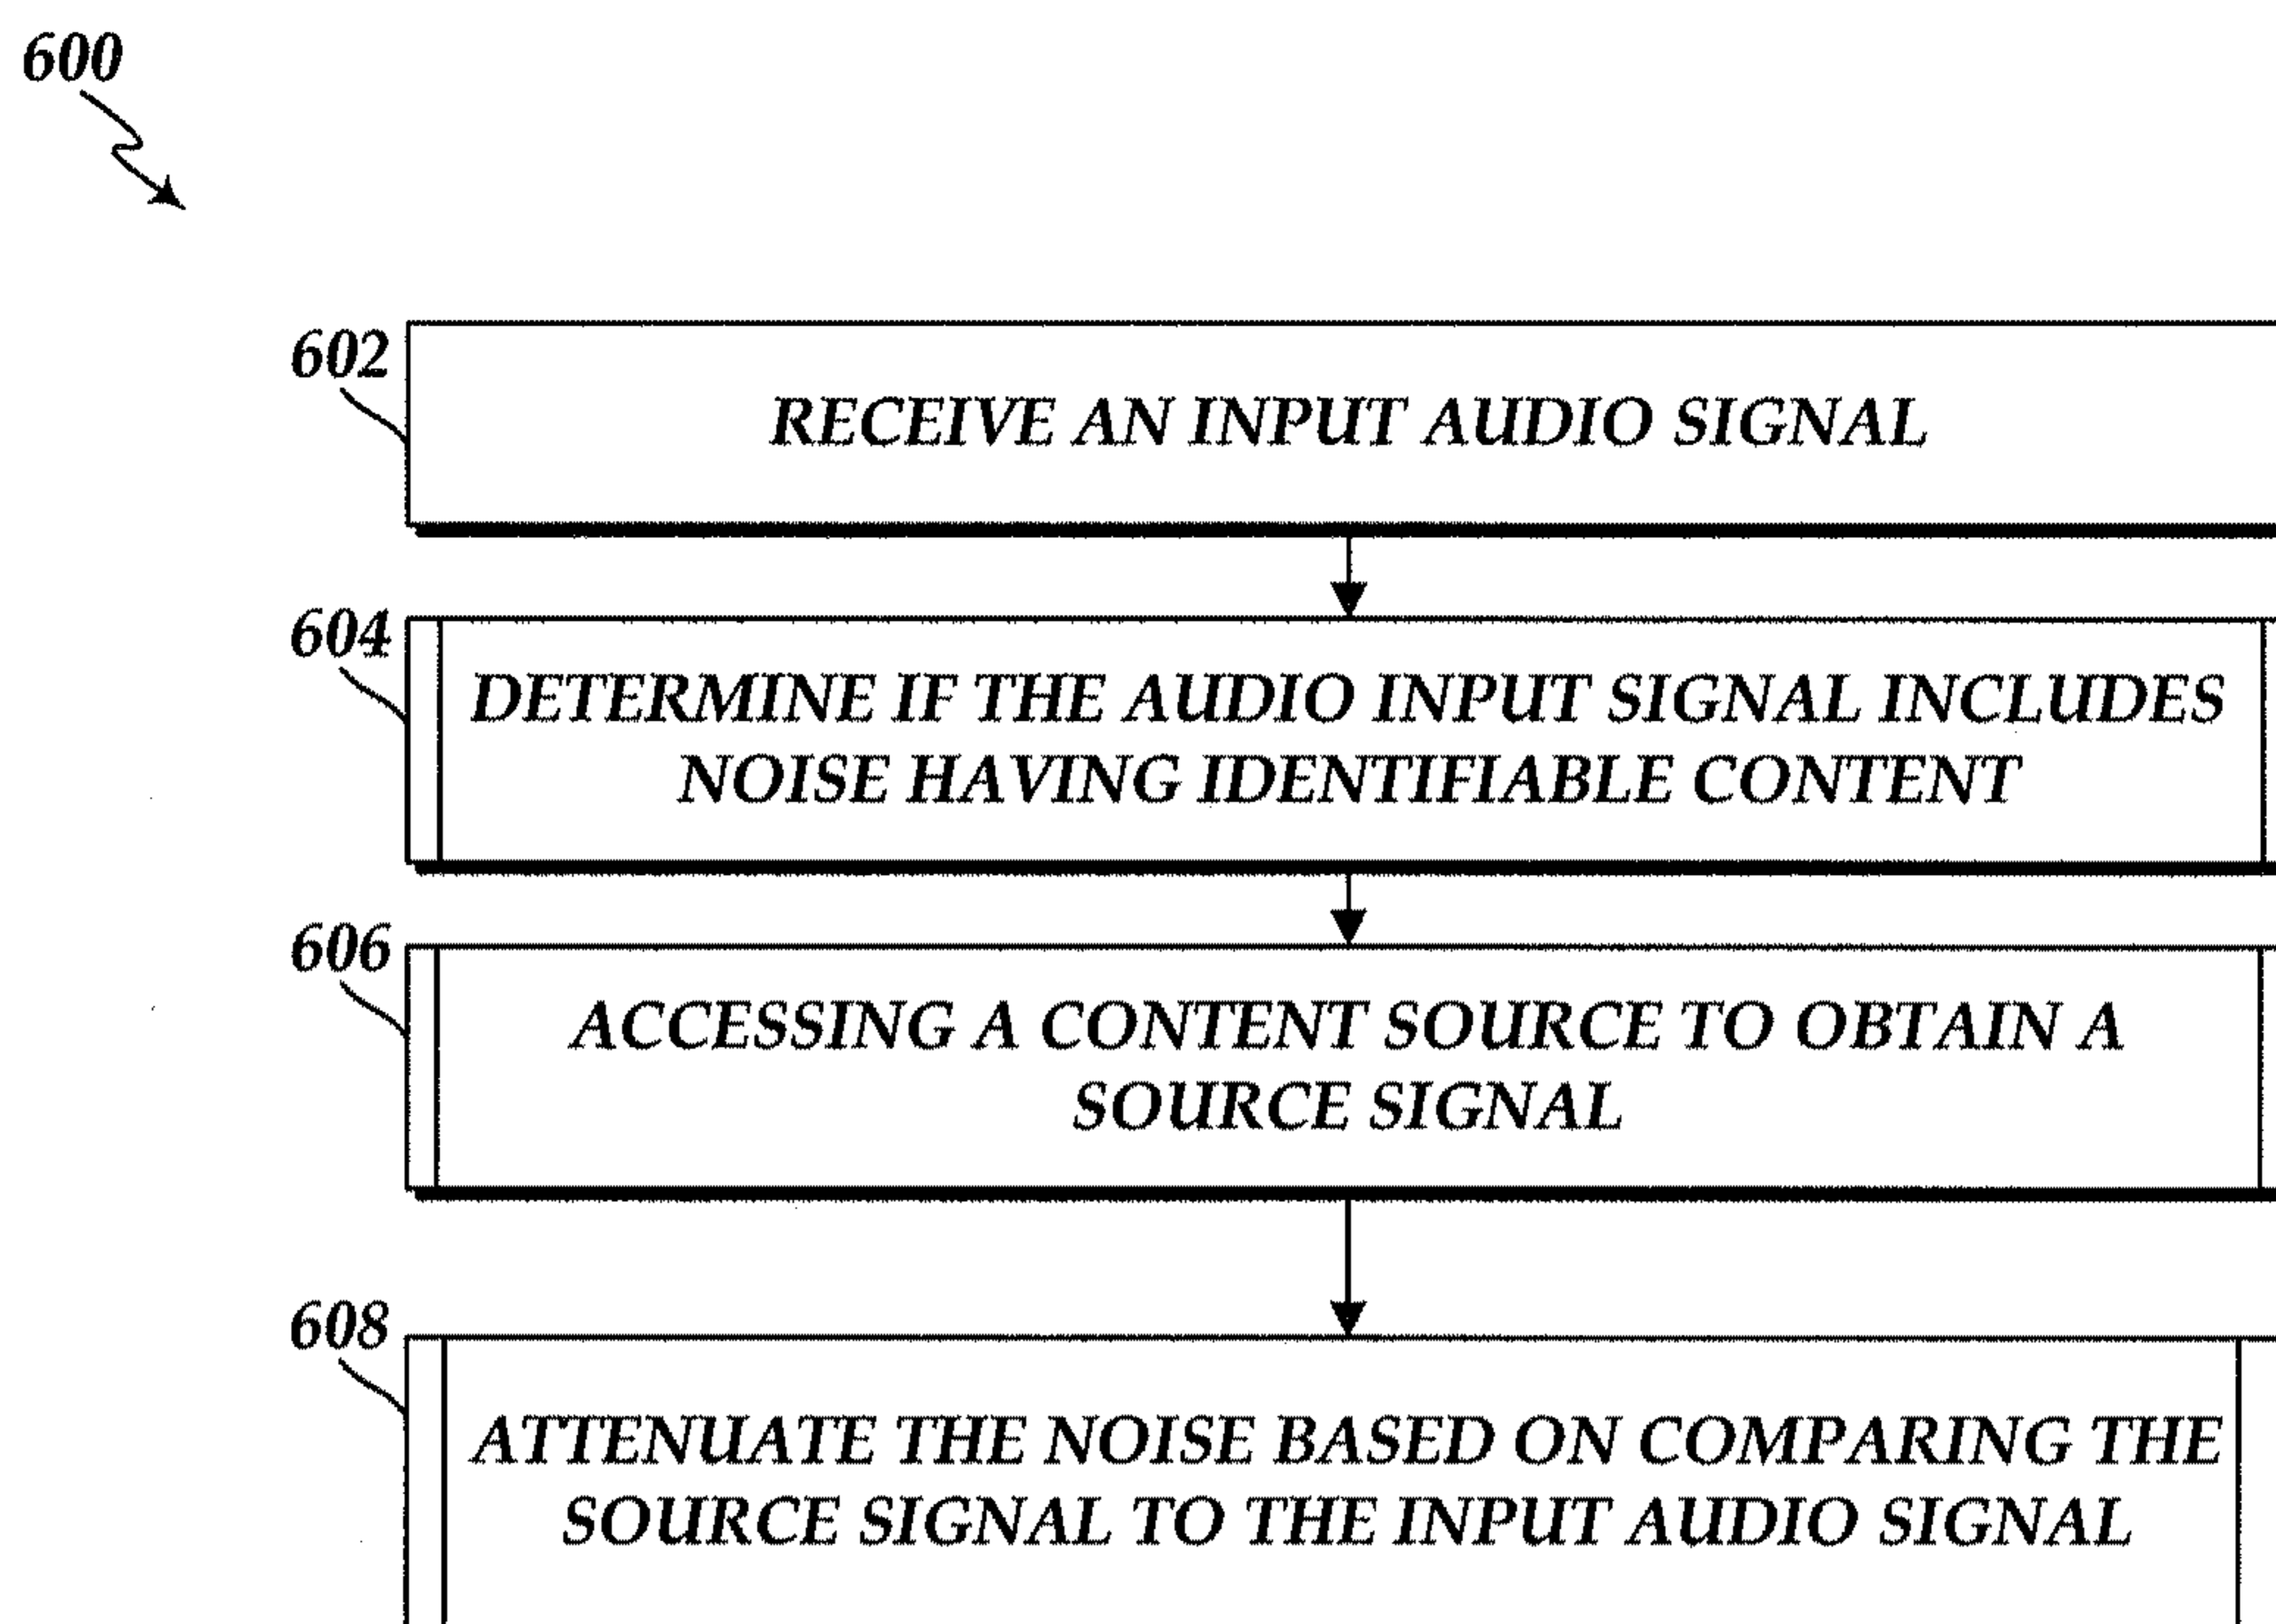 600
602
RECEIVE AN INPUT AUDIO SIGNAL
604
DETERMINE IF THE AUDIO INPUT SIGNAL INCLUDES
NOISE HAVING IDENTIFIABLE CONTENT
606
ACCESSING A CONTENT SOURCE TO OBTAIN A
SOURCE SIGNAL
608
ATTENUATE THE NOISE BASED ON COMPARING THE
SOURCE SIGNAL TO THE INPUT AUDIO SIGNAL